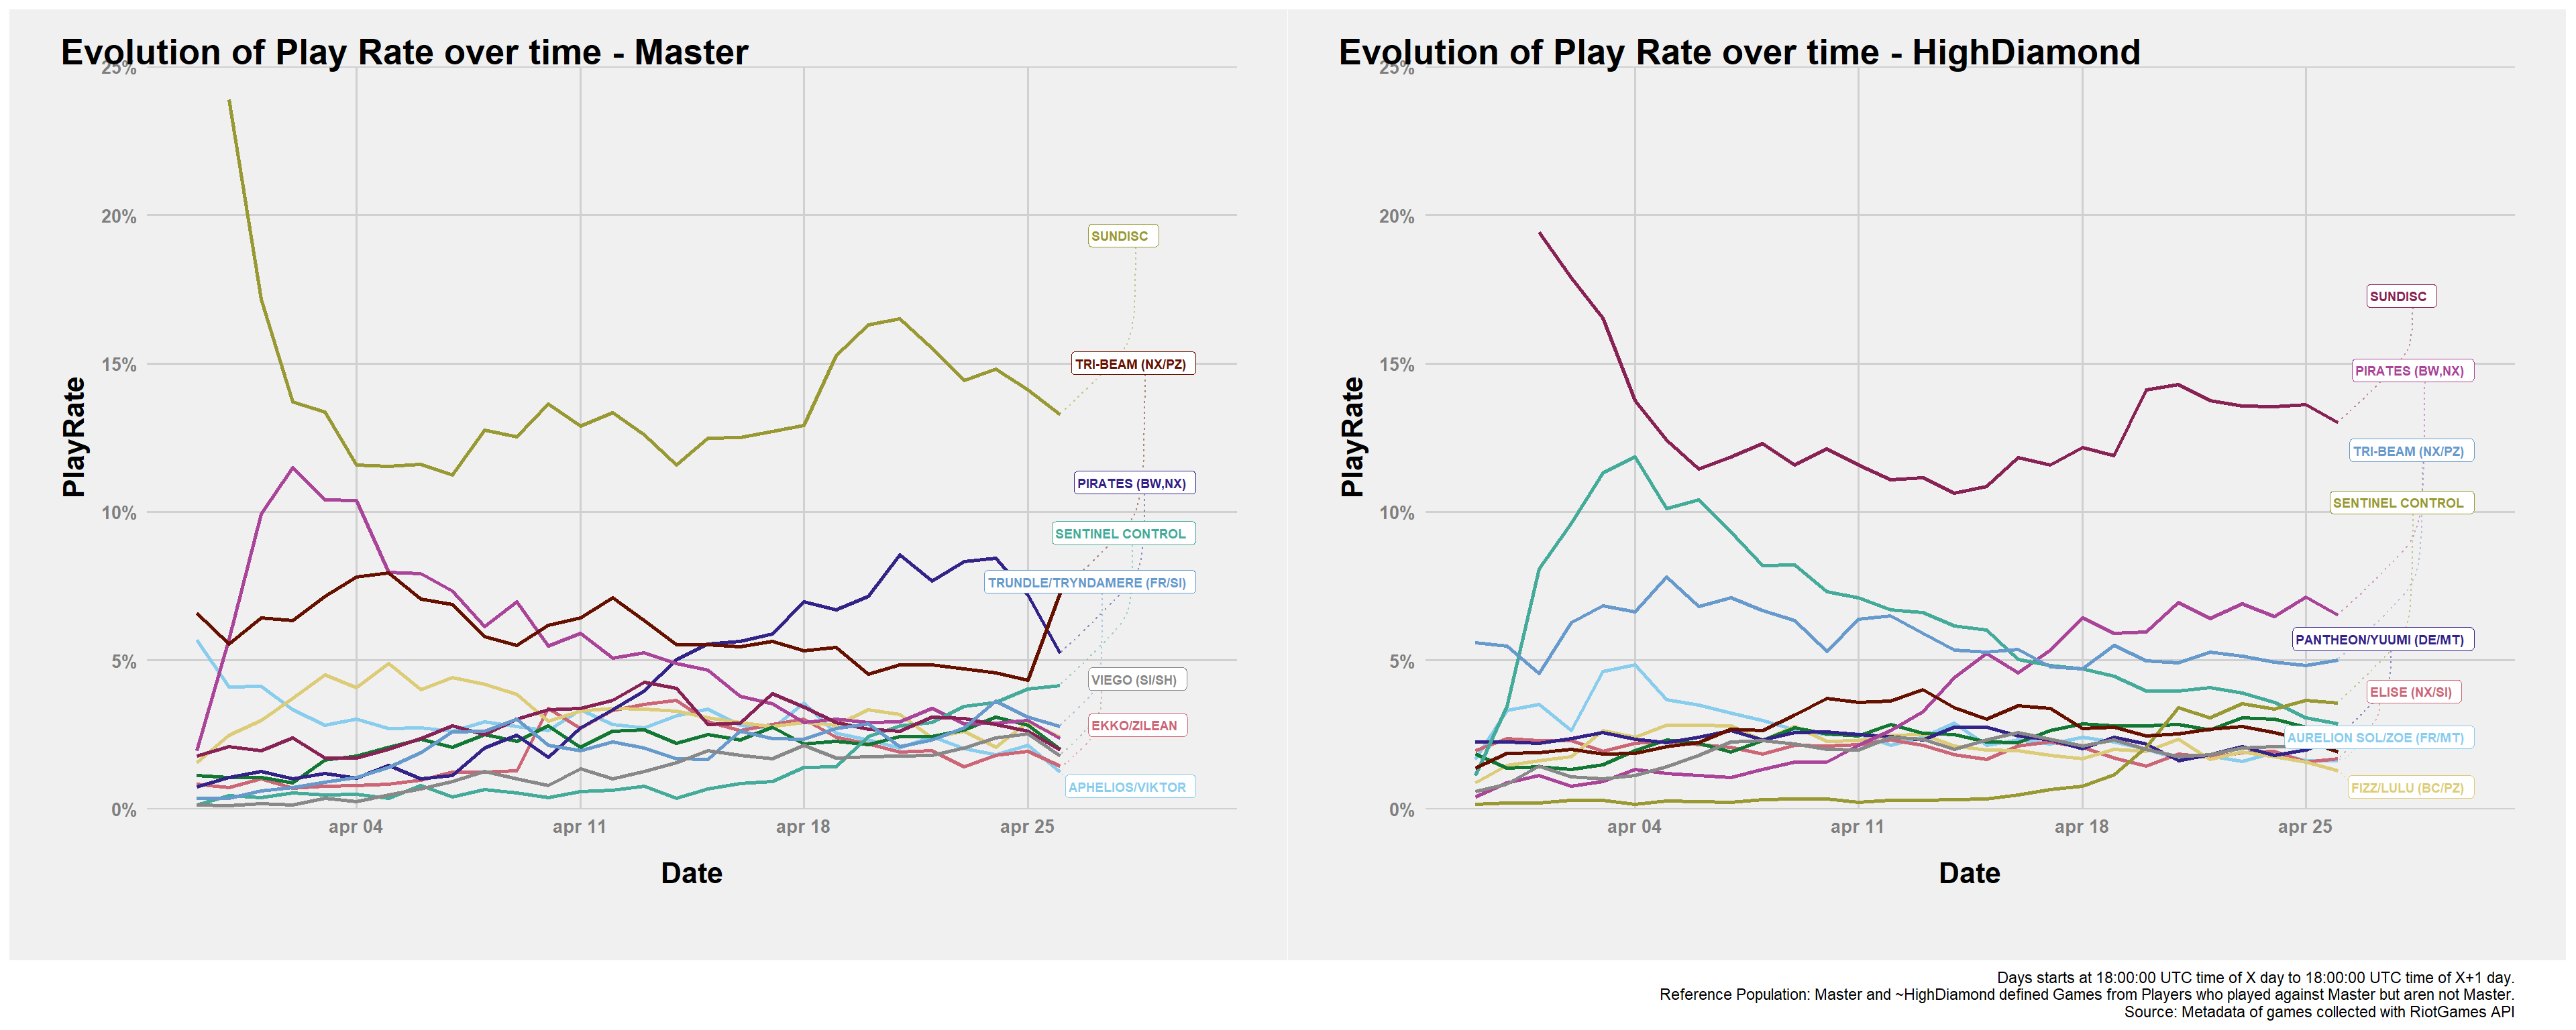 Evolution of Play Rate over time - Master
25%
20%
15%
10%
5%
0%
PlayRate
apr 04
apr 11
apr 18
apr 25
Date
SUNDISC
TRI-BEAM (NX/PZ)
PIRATES (BW,NX)
SENTINEL CONTROL
TRUNDLE/TRYNDAMERE (FR/SI)
VIEGO (SI/SH)
EKKO/ZILEAN
APHELIOS/VIKTOR
Evolution of Play Rate over time - HighDiamond
25%
20%
15%
10%
5%
0%
PlayRate
apr 04
apr 11
apr 18
apr 25
Date
SUNDISC
PIRATES (BW,NX)
TRI-BEAM (NX/PZ)
SENTINEL CONTROL
PANTHEON/YUUMI (DE/MT)
ELISE (NX/SI)
AURELION SOL/ZOE (FR/MT)
FIZZ/LULU (BC/PZ)
Days starts at 18:00:00 UTC time of X day to 18:00:00 UTC time of X+1 day.
Reference Population: Master and ~HighDiamond defined Games from Players who played against Master but aren not Master.
Source: Metadata of games collected with RiotGames API